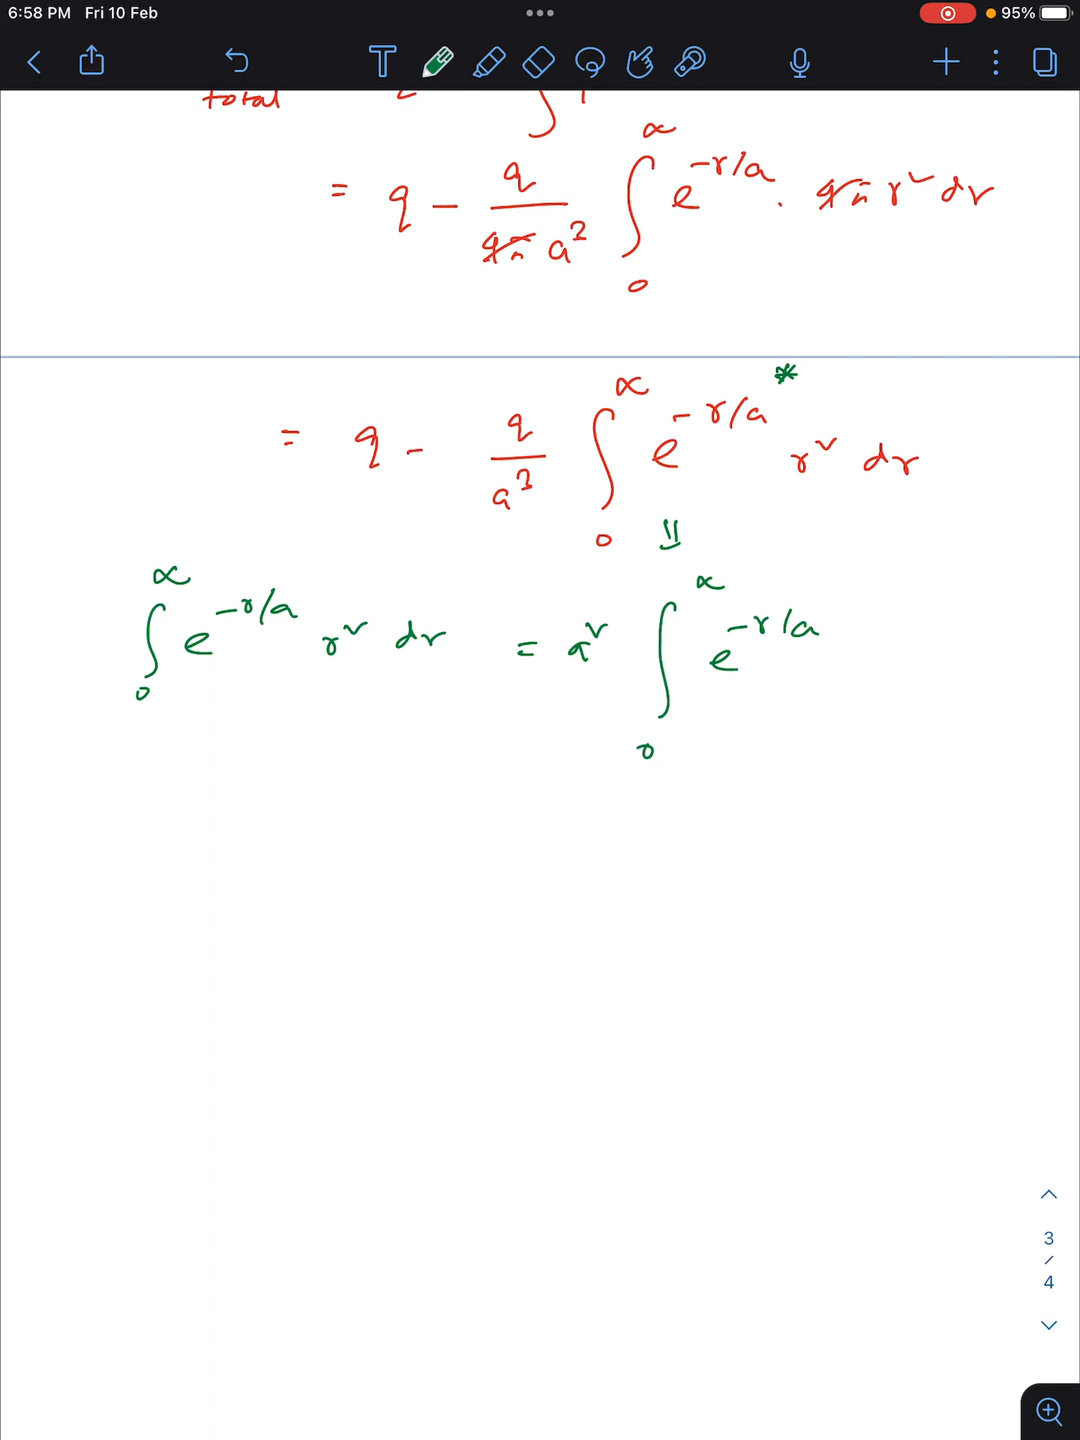 6:58 PM Fri 10 Feb
95%
T
total
= q - q/(4π a³) ∫₀^∝ e^(-r/a) . 4π r² dr
= q - q/a³ ∫₀^∝ e^(-r/a) * r² dr
∫₀^∝ e^(-r/a) r² dr = a² ∫₀^∝ e^(-r/a)
3
/
4